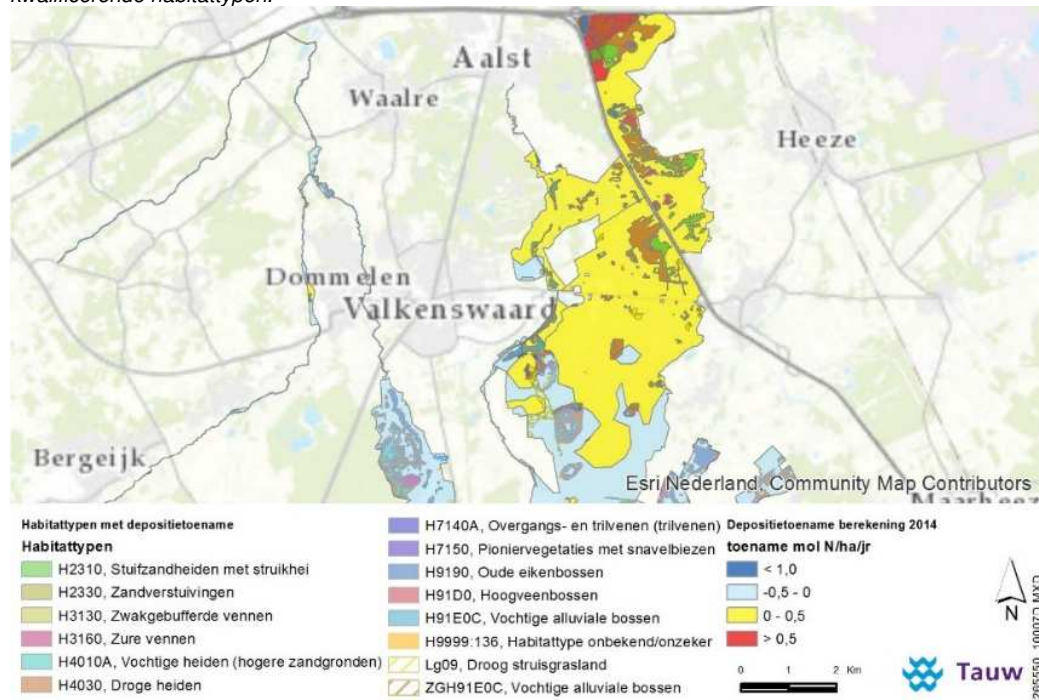 kwalificerende habitattypen.
Aalst
Waalre
Heeze
Dommelen
Valkenswaard
Bergeijk
Esri Nederland, Community Map Contributors
Maarheez
Habitattypen met depositietoename
Habitattypen
H2310, Stuifzandheiden met struikhei
H2330, Zandverstuivingen
H3130, Zwakgebufferde vennen
H3160, Zure vennen
H4010A, Vochtige heiden (hogere zandgronden)
H4030, Droge heiden
H7140A, Overgangs- en trilvenen (trilvenen)
H7150, Pioniervegetaties met snavelbiezen
H9190, Oude eikenbossen
H91D0, Hoogveenbossen
H91E0C, Vochtige alluviale bossen
H9999:136, Habitattype onbekend/onzeker
Lg09, Droog struisgrasland
ZGH91E0C, Vochtige alluviale bossen
Depositietoename berekening 2014
toename mol N/ha/jr
< 1,0
-0,5 - 0
0 - 0,5
> 0,5
N
0 1 2 Km
Tauw